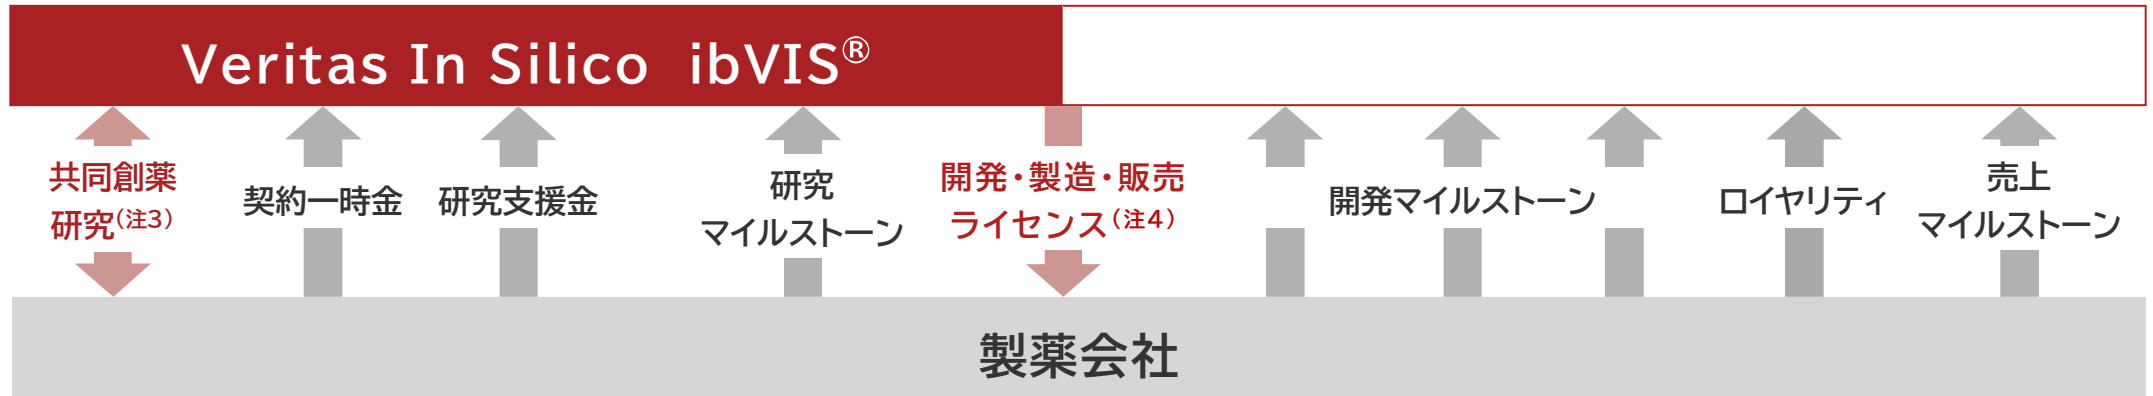 Veritas In Silico ibVIS®
共同創薬
研究(注3)
契約一時金
研究支援金
研究
マイルストーン
開発・製造・販売
ライセンス(注4)
開発マイルストーン
ロイヤリティ
売上
マイルストーン
製薬会社